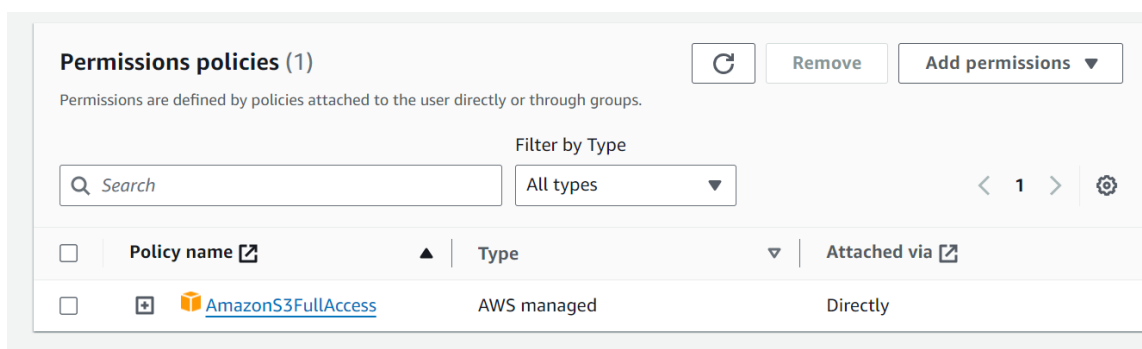 Permissions policies (1)
Remove
Add permissions
Permissions are defined by policies attached to the user directly or through groups.
Filter by Type
Search
All types
1
Policy name
Type
Attached via
AmazonS3FullAccess
AWS managed
Directly